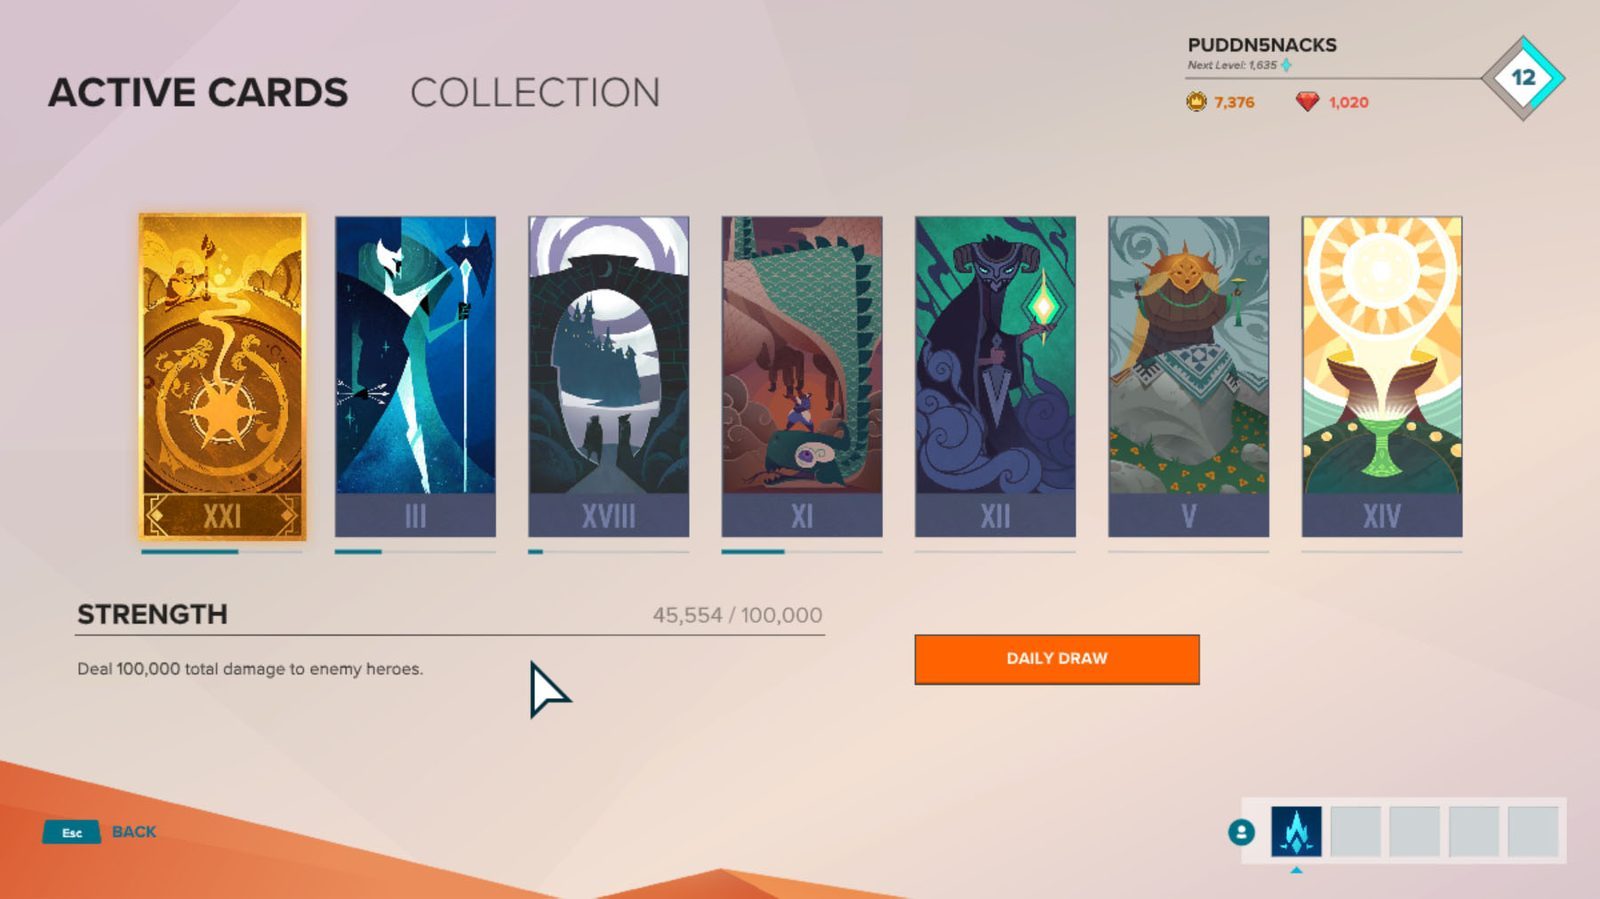 ACTIVE CARDS
COLLECTION
PUDDN5NACKS
Next Level: 1,635
7,376
1,020
12
XXI
III
XVIII
XI
XII
V
XIV
STRENGTH
45,554 / 100,000
Deal 100,000 total damage to enemy heroes.
DAILY DRAW
Esc
BACK